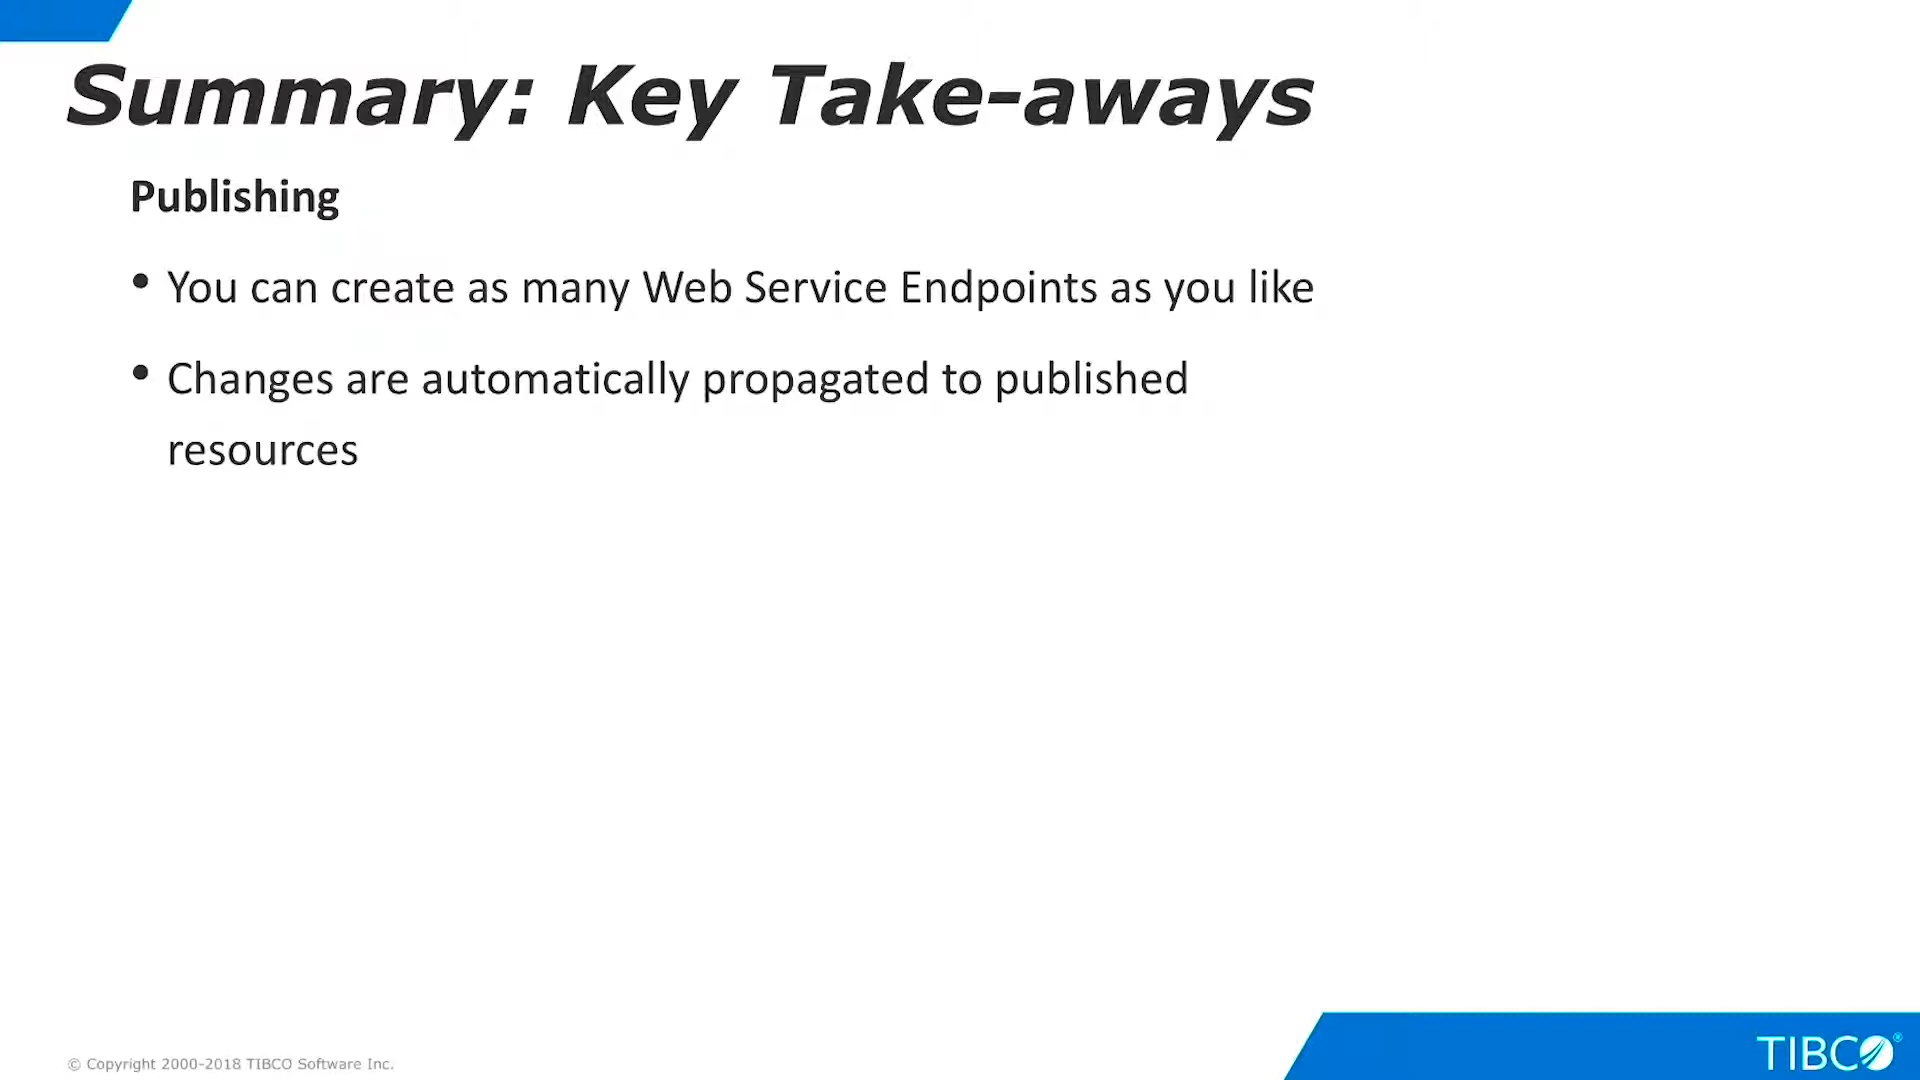 Summary: Key Take-aways
Publishing
• You can create as many Web Service Endpoints as you like
• Changes are automatically propagated to published
resources
© Copyright 2000-2018 TIBCO Software Inc.
TIBCO®